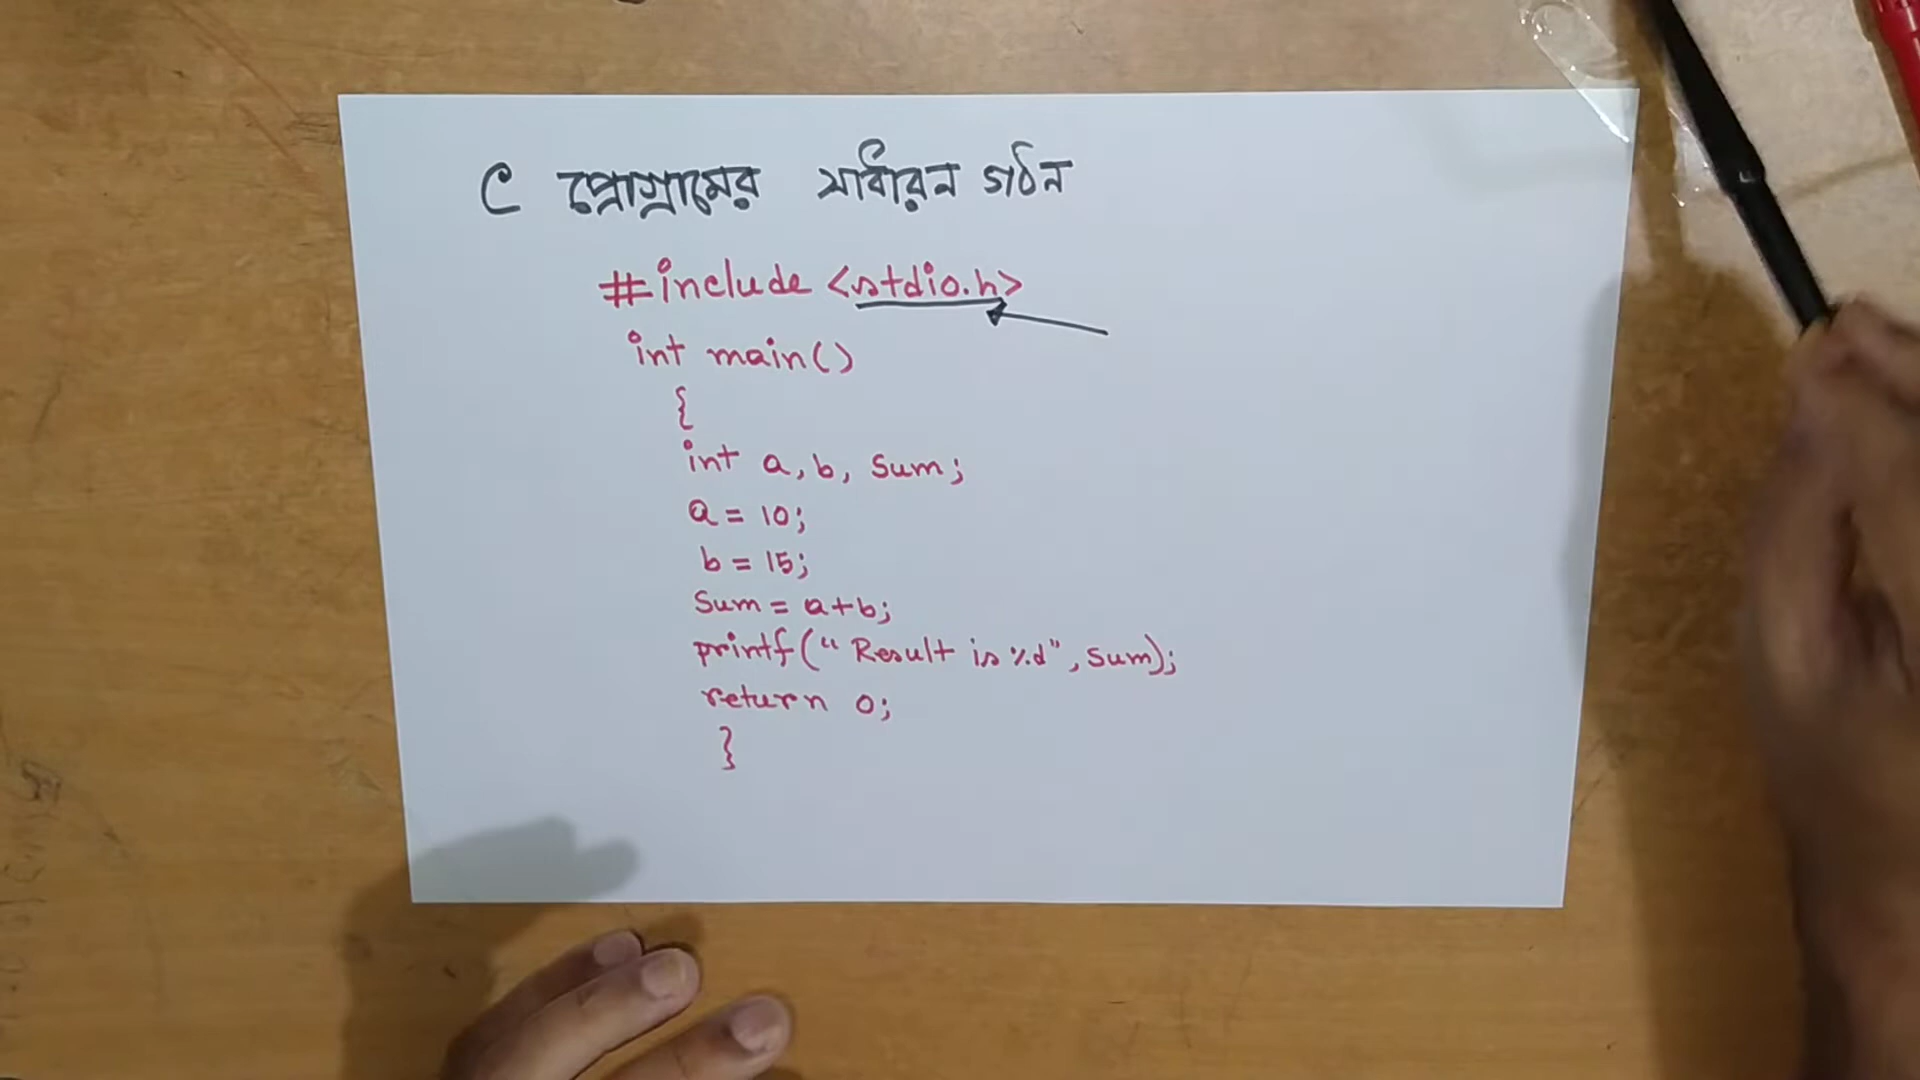 C প্রোগ্রামের সাধারন গঠন
#include <stdio.h>
int main()
{
int a, b, sum;
a = 10;
b = 15;
sum = a+b;
printf("Result is %d", sum);
return 0;
}